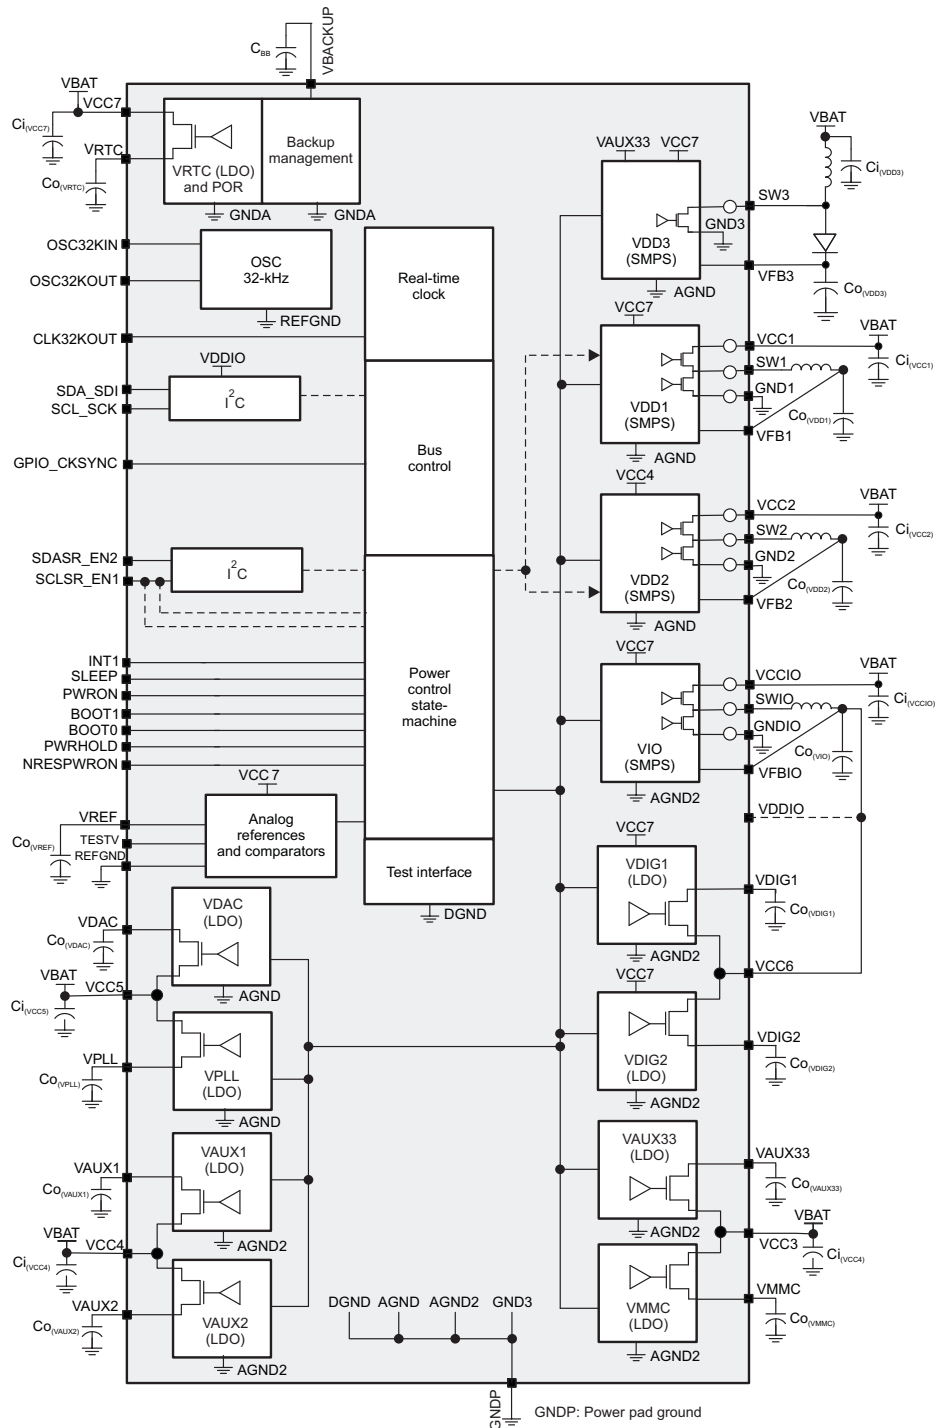 C BB
VBACKUP
VBAT
VCC7
Ci(VCC7)
VRTC
Co(VRTC)
VRTC (LDO)
and POR
Backup
management
GNDA
GNDA
OSC32KIN
OSC32KOUT
OSC
32-kHz
REFGND
CLK32KOUT
Real-time
clock
VDDIO
SDA_SDI
SCL_SCK
I2C
GPIO_CKSYNC
Bus
control
SDASR_EN2
SCLSR_EN1
I2C
INT1
SLEEP
PWRON
BOOT1
BOOT0
PWRHOLD
NRESPWRON
Power
control
state-
machine
VCC 7
VREF
TESTV
REFGND
Co(VREF)
Analog
references
and comparators
Test interface
DGND
VDAC
Co(VDAC)
VDAC
(LDO)
AGND
VBAT
VCC5
Ci(VCC5)
VPLL
Co(VPLL)
VPLL
(LDO)
AGND
VAUX1
Co(VAUX1)
VAUX1
(LDO)
AGND2
VBAT
VCC4
Ci(VCC4)
VAUX2
Co(VAUX2)
VAUX2
(LDO)
AGND2
VAUX33
VCC7
VDD3
(SMPS)
GND3
AGND
SW3
VFB3
VBAT
Ci(VDD3)
Co(VDD3)
VCC7
VDD1
(SMPS)
AGND
VCC1
SW1
GND1
VFB1
VBAT
Ci(VCC1)
Co(VDD1)
VCC4
VDD2
(SMPS)
AGND
VCC2
SW2
GND2
VFB2
VBAT
Ci(VCC2)
Co(VDD2)
VCC7
VIO
(SMPS)
AGND2
VCCIO
SWIO
GNDIO
VFBIO
VBAT
Ci(VCCIO)
Co(VIO)
VDDIO
VCC7
VDIG1
(LDO)
AGND2
VDIG1
Co(VDIG1)
VCC6
VCC7
VDIG2
(LDO)
AGND2
VDIG2
Co(VDIG2)
VAUX33
(LDO)
AGND2
VAUX33
Co(VAUX33)
VBAT
VCC3
Ci(VCC4)
VMMC
(LDO)
AGND2
VMMC
Co(VMMC)
DGND
AGND
AGND2
GND3
GNDP
GNDP: Power pad ground